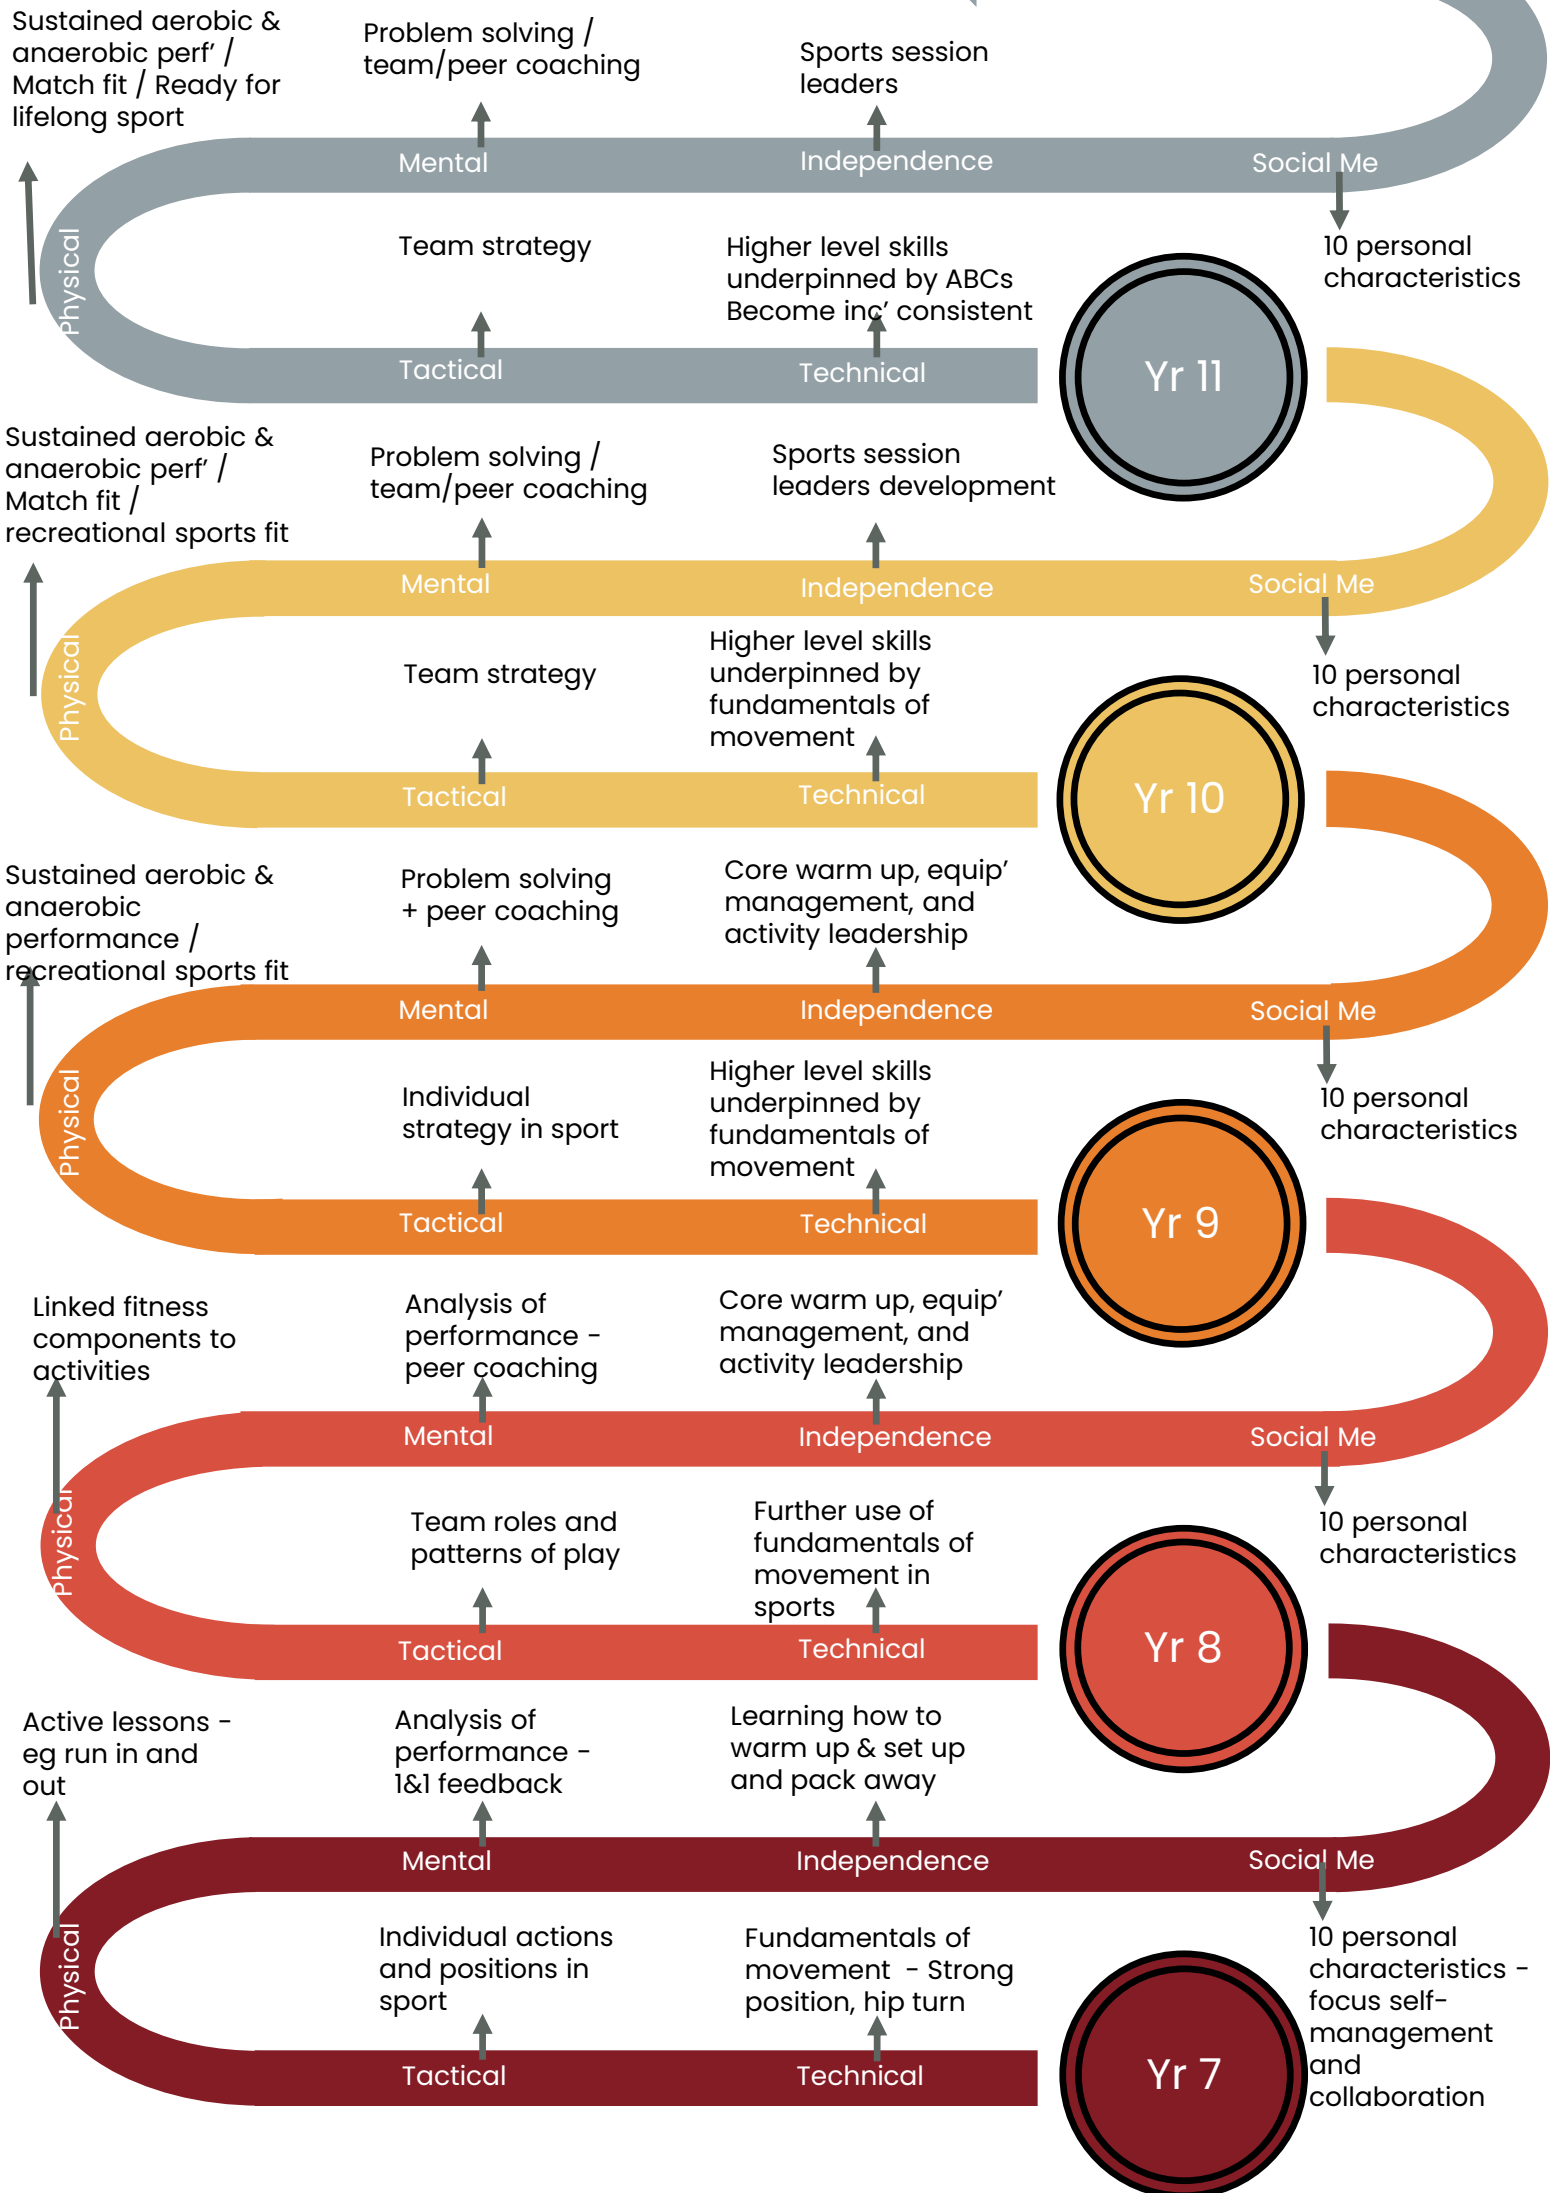 Sustained aerobic &
anaerobic perf’ /
Match fit / Ready for
lifelong sport
Problem solving /
team/peer coaching
Sports session
leaders
Mental
Independence
Social Me
Physical
Team strategy
Higher level skills
underpinned by ABCs
Become inc’ consistent
10 personal
characteristics
Tactical
Technical
Yr 11
Sustained aerobic &
anaerobic perf’ /
Match fit /
recreational sports fit
Problem solving /
team/peer coaching
Sports session
leaders development
Mental
Independence
Social Me
Physical
Team strategy
Higher level skills
underpinned by
fundamentals of
movement
10 personal
characteristics
Tactical
Technical
Yr 10
Sustained aerobic &
anaerobic
performance /
recreational sports fit
Problem solving
+ peer coaching
Core warm up, equip’
management, and
activity leadership
Mental
Independence
Social Me
Physical
Individual
strategy in sport
Higher level skills
underpinned by
fundamentals of
movement
10 personal
characteristics
Tactical
Technical
Yr 9
Linked fitness
components to
activities
Analysis of
performance -
peer coaching
Core warm up, equip’
management, and
activity leadership
Mental
Independence
Social Me
Physical
Team roles and
patterns of play
Further use of
fundamentals of
movement in
sports
10 personal
characteristics
Tactical
Technical
Yr 8
Active lessons -
eg run in and
out
Analysis of
performance -
1&1 feedback
Learning how to
warm up & set up
and pack away
Mental
Independence
Social Me
Physical
Individual actions
and positions in
sport
Fundamentals of
movement - Strong
position, hip turn
10 personal
characteristics -
focus self-
management
and
collaboration
Tactical
Technical
Yr 7